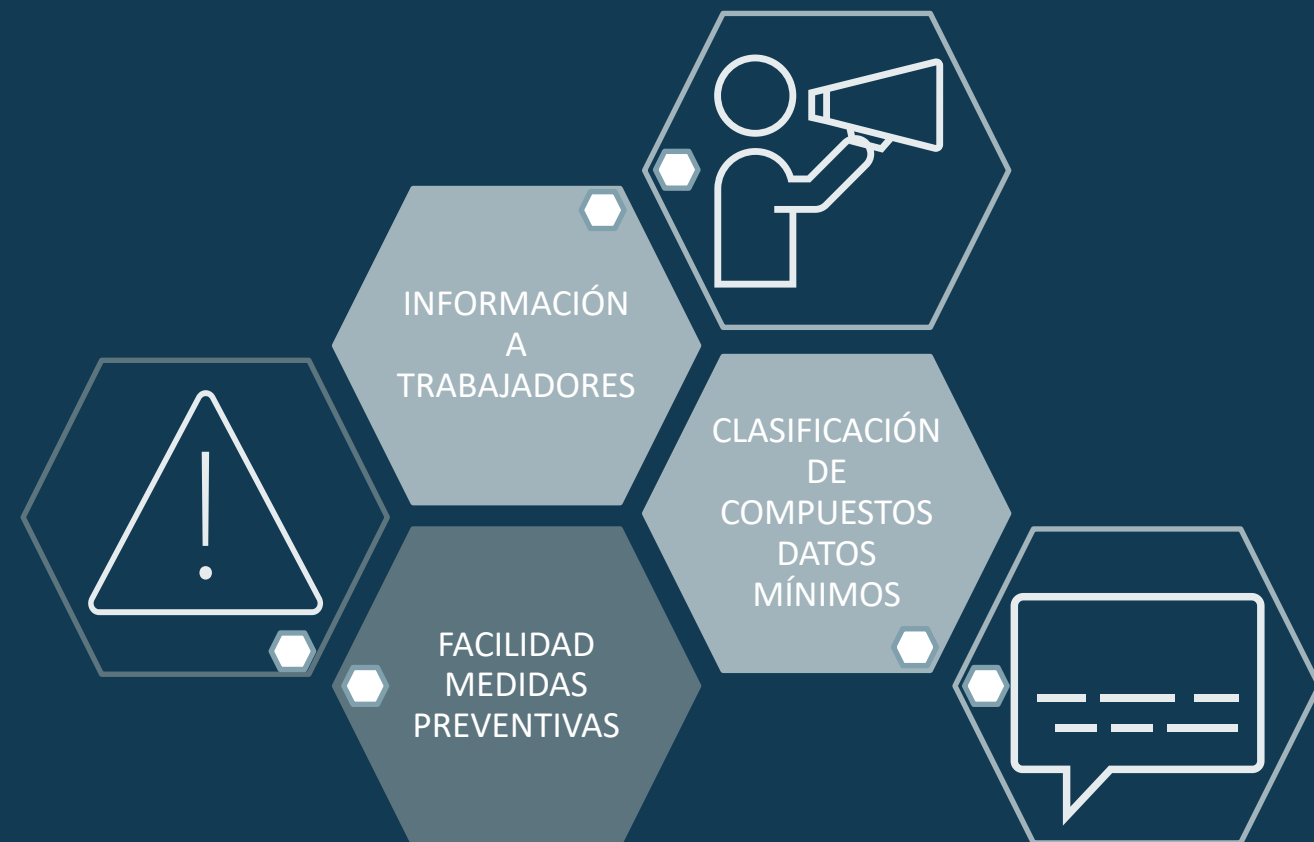 INFORMACIÓN
A
TRABAJADORES
CLASIFICACIÓN
DE
COMPUESTOS
DATOS
MÍNIMOS
FACILIDAD
MEDIDAS
PREVENTIVAS